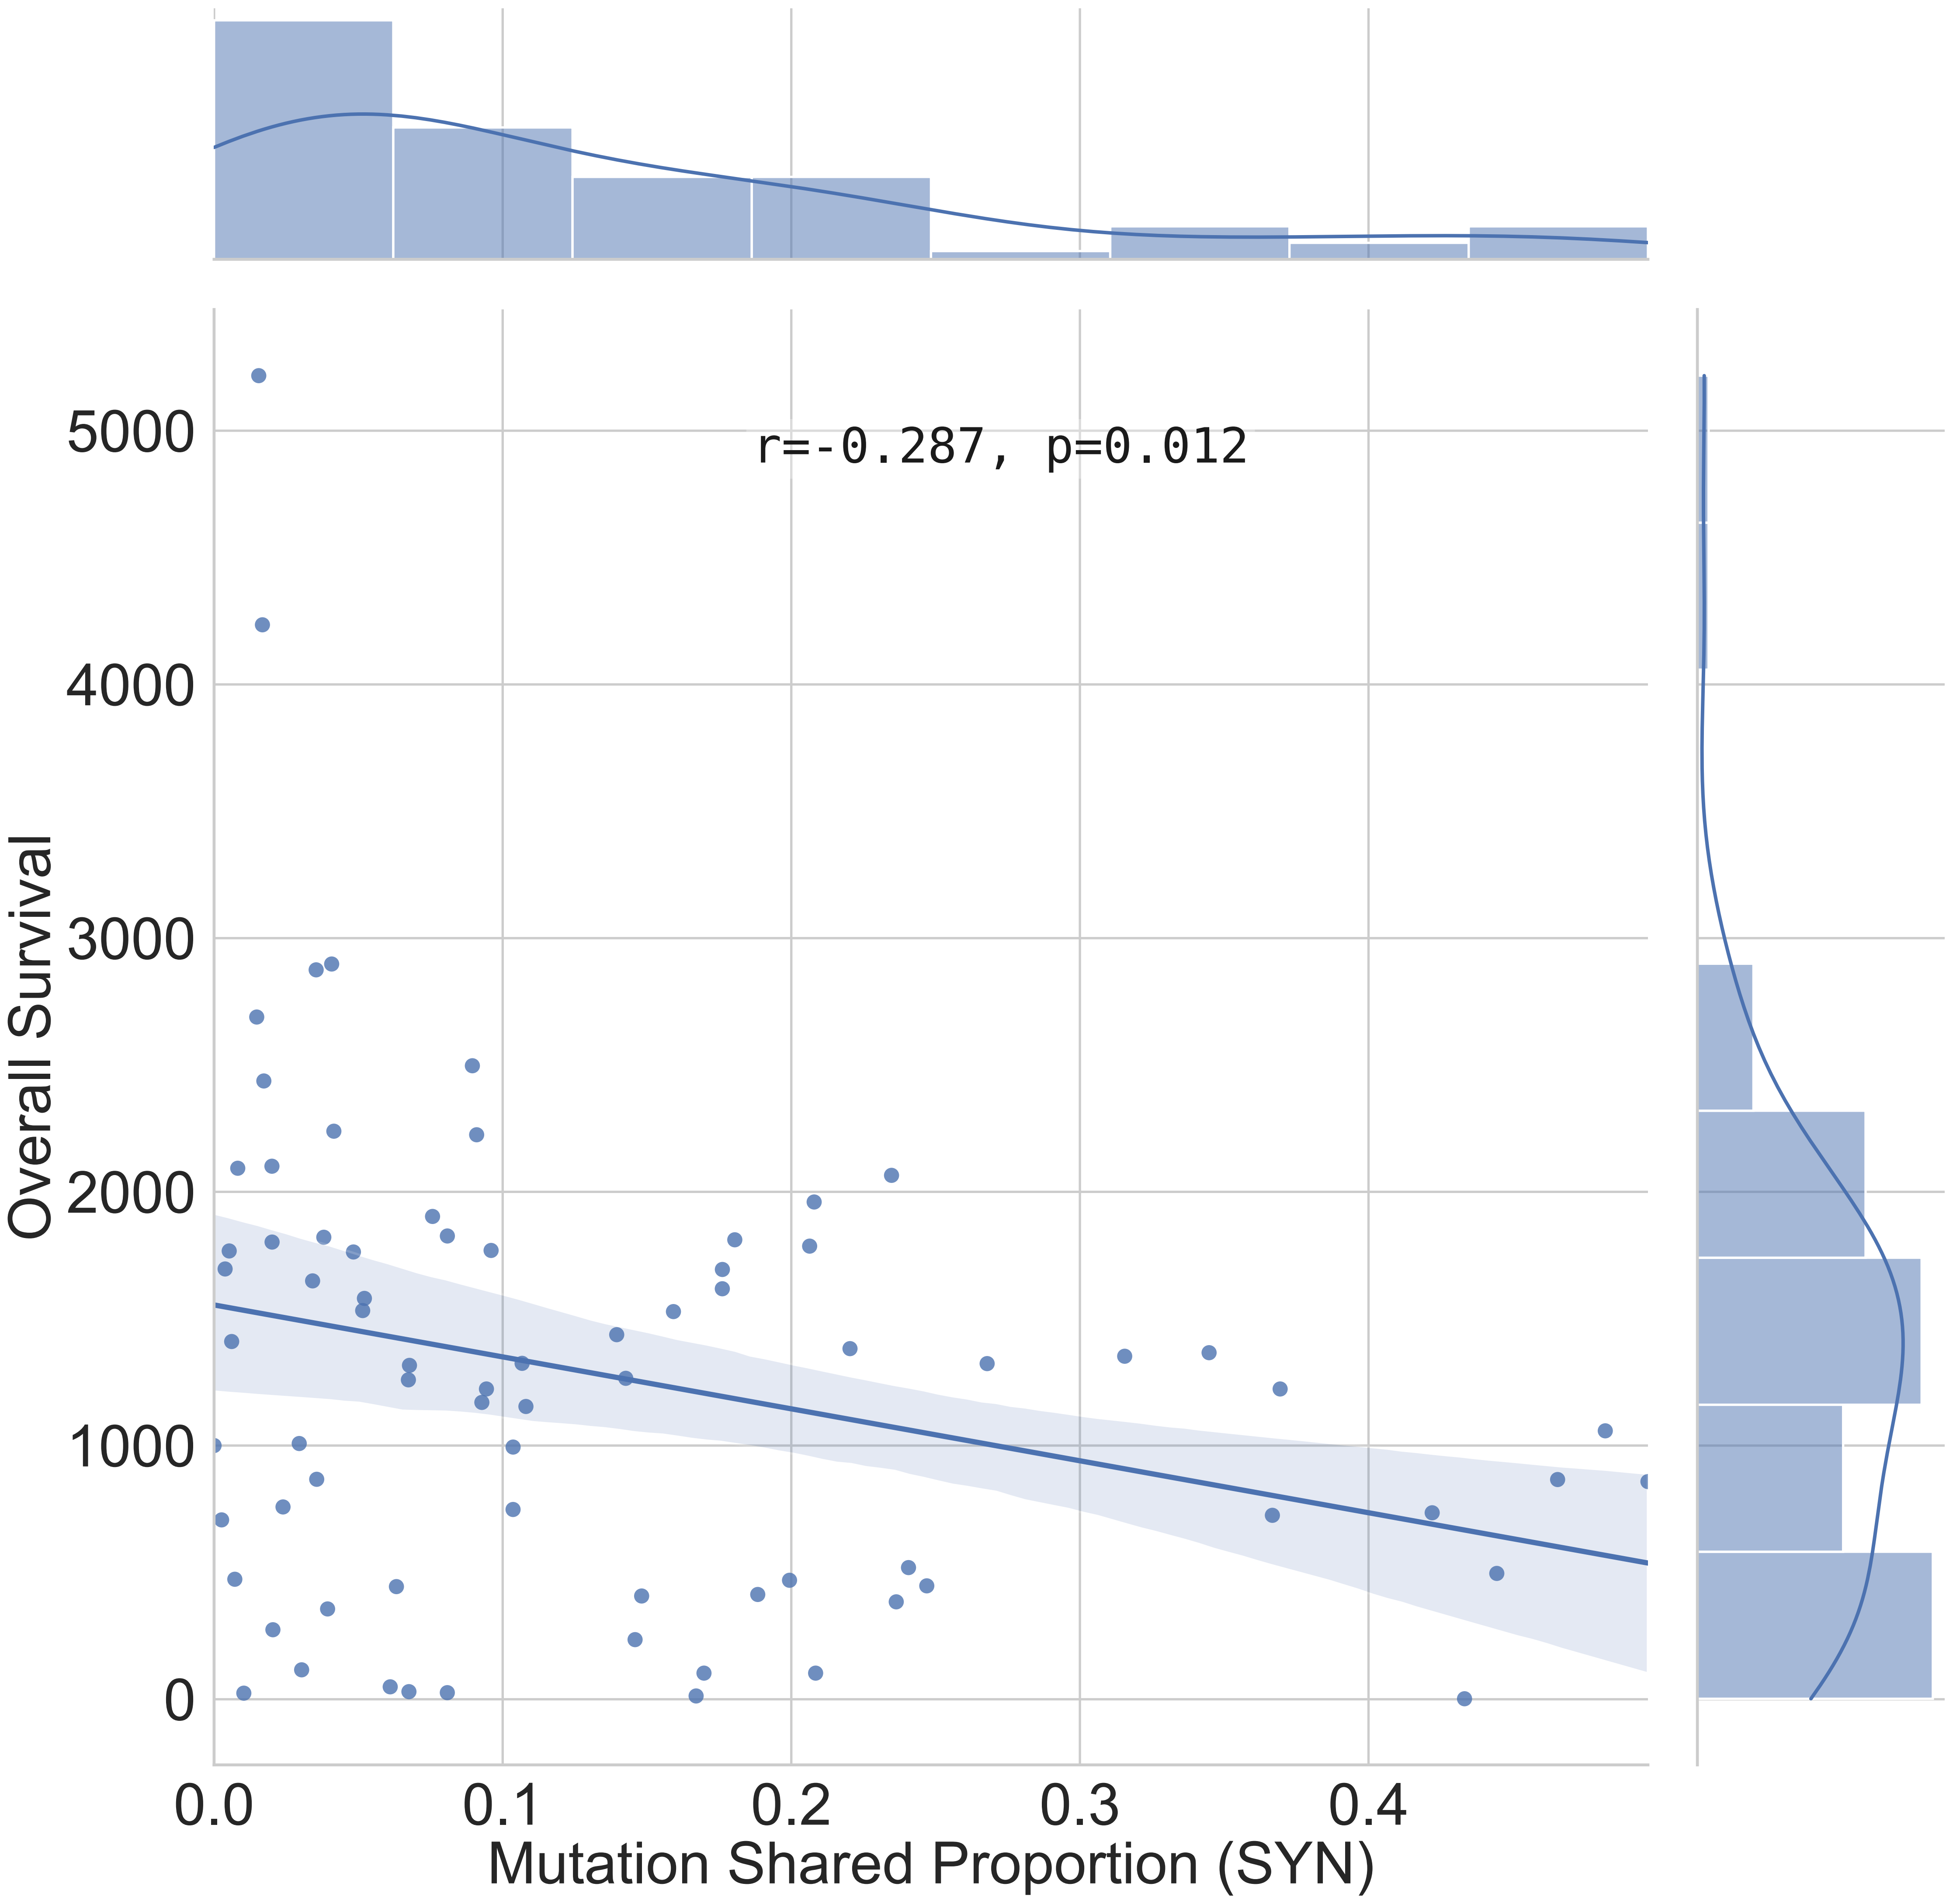 r=-0.287, p=0.012
Overall Survival
5000
4000
3000
2000
1000
0
0.0 0.1 0.2 0.3 0.4
Mutation Shared Proportion (SYN)